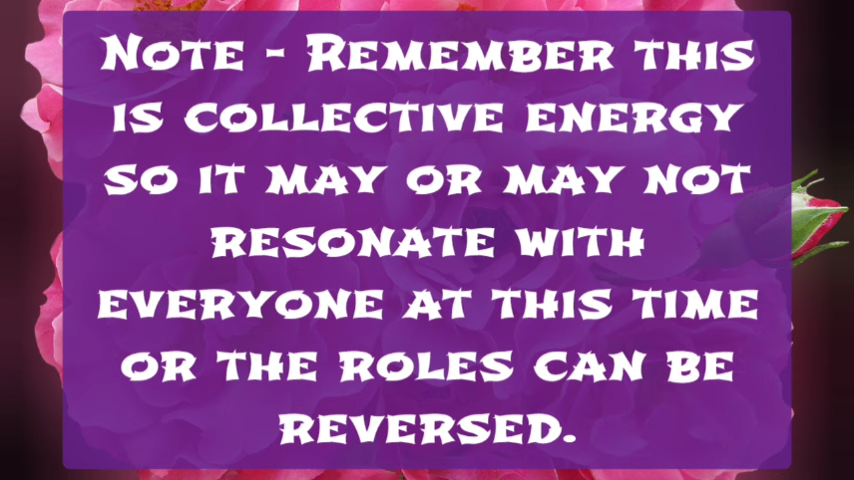 Note - Remember this
is collective energy
so it may or may not
resonate with
everyone at this time
or the roles can be
reversed.